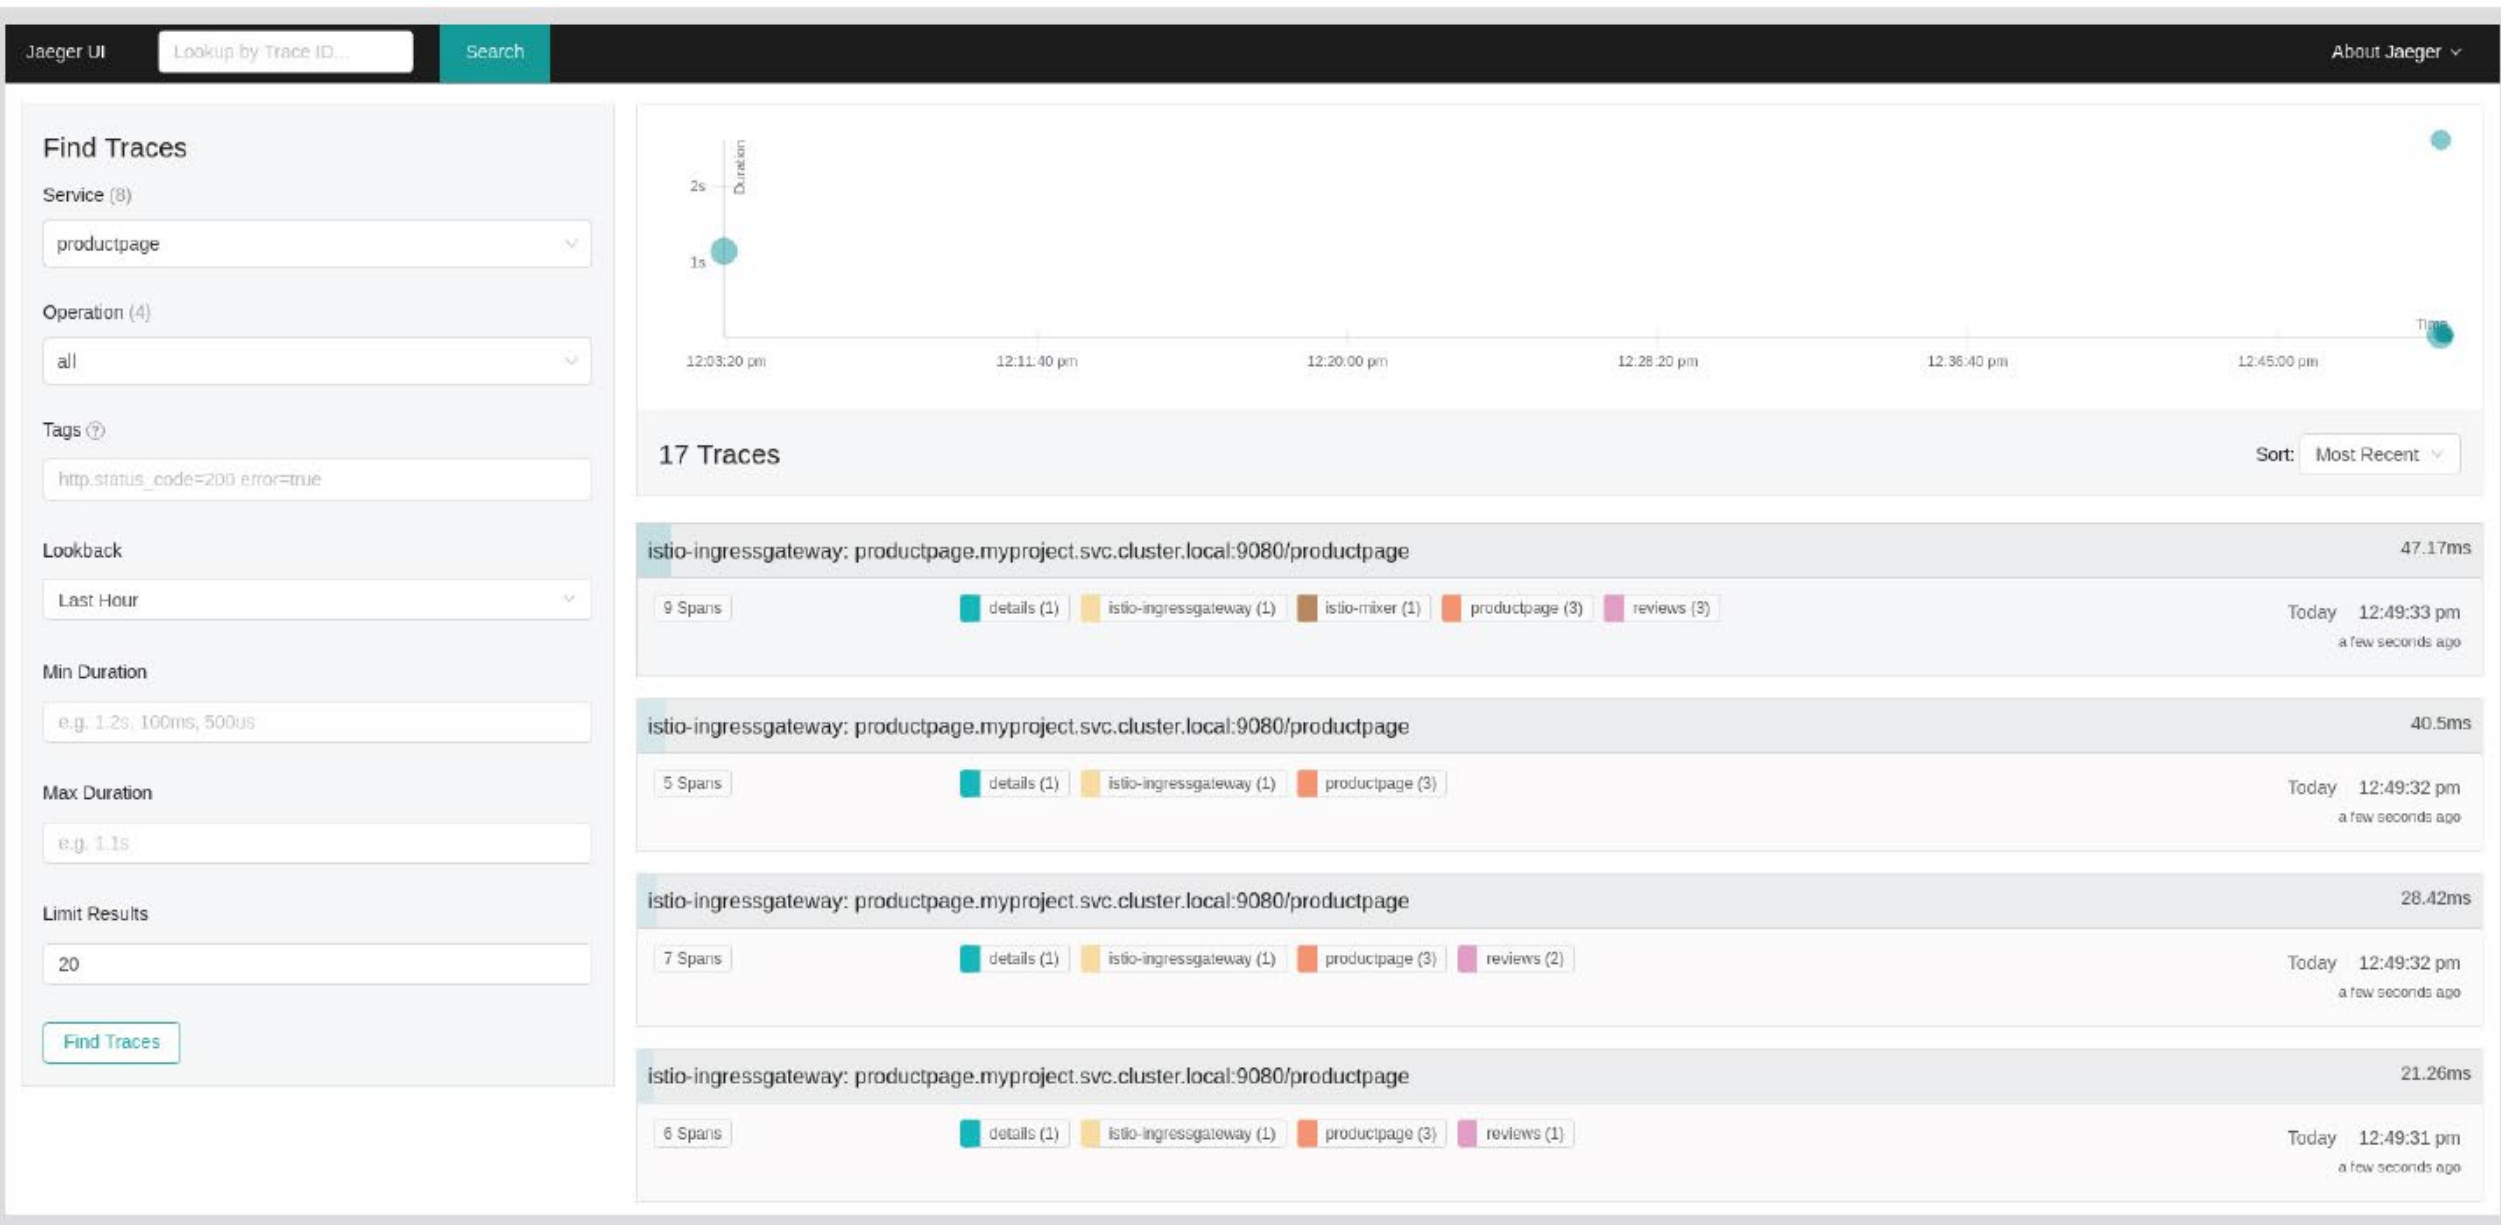 Jaeger UI
Lookup by Trace ID...
Search
About Jaeger
Find Traces
Service (8)
productpage
Operation (4)
all
Tags ?
http.status_code=200 error=true
Lookback
Last Hour
Min Duration
e.g. 1.2s, 100ms, 500us
Max Duration
e.g. 1.1s
Limit Results
20
Find Traces
Duration
2s
1s
Time
12:03:20 pm
12:11:40 pm
12:20:00 pm
12:28:20 pm
12:36:40 pm
12:45:00 pm
17 Traces
Sort: Most Recent
istio-ingressgateway: productpage.myproject.svc.cluster.local:9080/productpage
47.17ms
9 Spans
details (1)
istio-ingressgateway (1)
istio-mixer (1)
productpage (3)
reviews (3)
Today 12:49:33 pm
a few seconds ago
istio-ingressgateway: productpage.myproject.svc.cluster.local:9080/productpage
40.5ms
5 Spans
details (1)
istio-ingressgateway (1)
productpage (3)
Today 12:49:32 pm
a few seconds ago
istio-ingressgateway: productpage.myproject.svc.cluster.local:9080/productpage
28.42ms
7 Spans
details (1)
istio-ingressgateway (1)
productpage (3)
reviews (2)
Today 12:49:32 pm
a few seconds ago
istio-ingressgateway: productpage.myproject.svc.cluster.local:9080/productpage
21.26ms
6 Spans
details (1)
istio-ingressgateway (1)
productpage (3)
reviews (1)
Today 12:49:31 pm
a few seconds ago